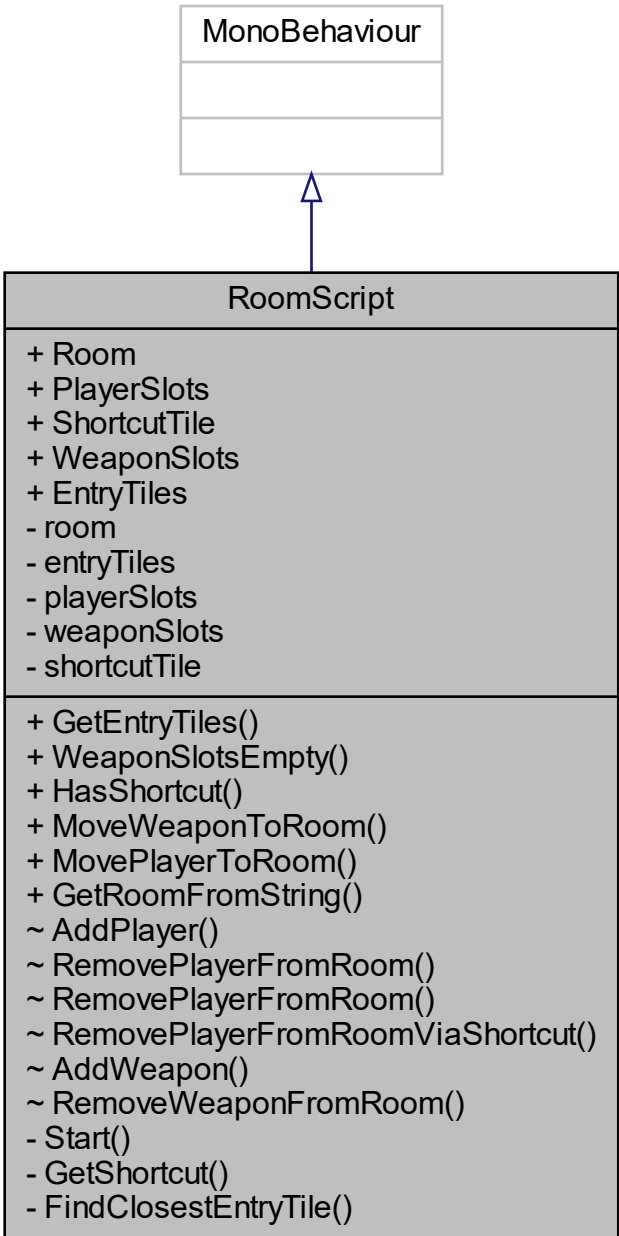 MonoBehaviour
RoomScript
+ Room
+ PlayerSlots
+ ShortcutTile
+ WeaponSlots
+ EntryTiles
- room
- entryTiles
- playerSlots
- weaponSlots
- shortcutTile
+ GetEntryTiles()
+ WeaponSlotsEmpty()
+ HasShortcut()
+ MoveWeaponToRoom()
+ MovePlayerToRoom()
+ GetRoomFromString()
~ AddPlayer()
~ RemovePlayerFromRoom()
~ RemovePlayerFromRoom()
~ RemovePlayerFromRoomViaShortcut()
~ AddWeapon()
~ RemoveWeaponFromRoom()
- Start()
- GetShortcut()
- FindClosestEntryTile()